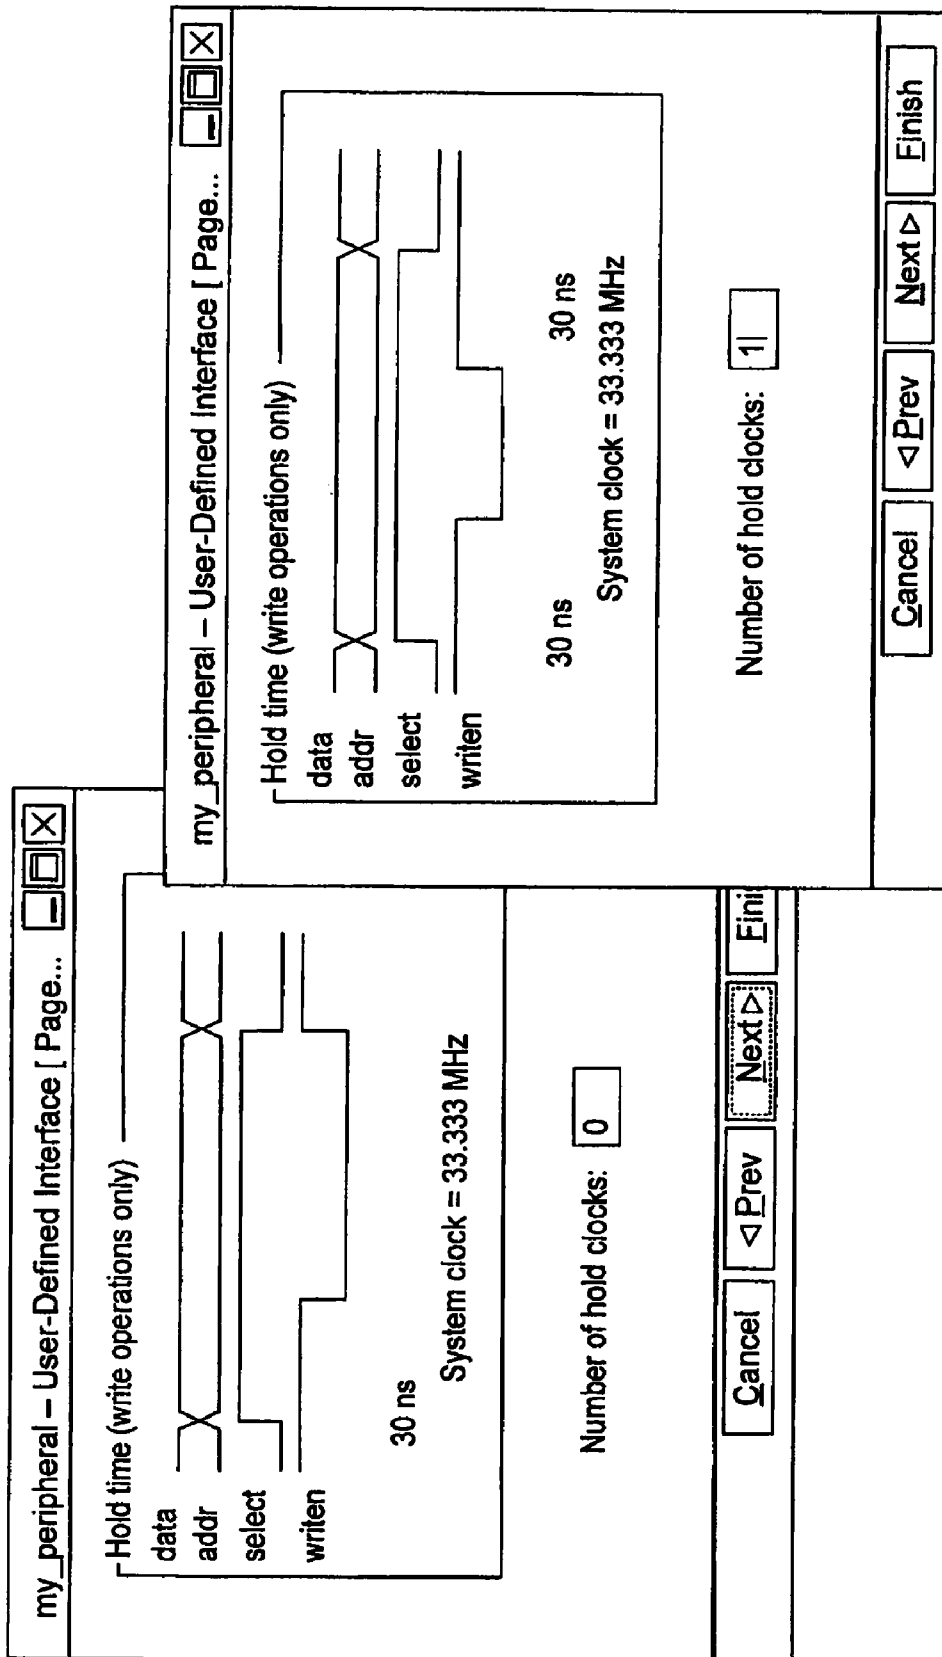 my_peripheral – User-Defined Interface [ Page...
Hold time (write operations only)
data
addr
select
writen
30 ns
System clock = 33.333 MHz
Number of hold clocks: 0
Cancel Prev Next Fini
my_peripheral – User-Defined Interface [ Page...
Hold time (write operations only)
data
addr
select
writen
30 ns 30 ns
System clock = 33.333 MHz
Number of hold clocks: 1
Cancel Prev Next Finish